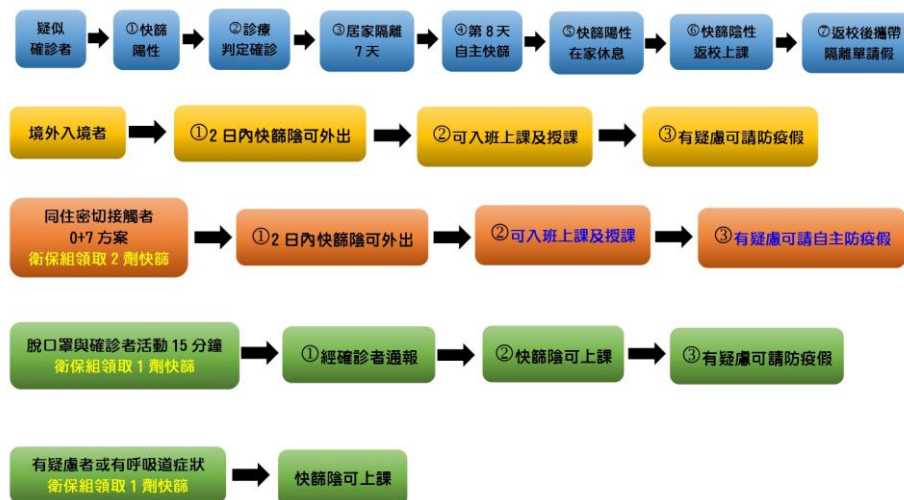 疑似
確診者
①快篩
陽性
②診療
判定確診
③居家隔離
7 天
④第 8 天
自主快篩
⑤快篩陽性
在家休息
⑥快篩陰性
返校上課
⑦返校後攜帶
隔離單請假
境外入境者
①2 日內快篩陰可外出
②可入班上課及授課
③有疑慮可請防疫假
同住密切接觸者
0+7 方案
衛保組領取 2 劑快篩
①2 日內快篩陰可外出
②可入班上課及授課
③有疑慮可請自主防疫假
脫口罩與確診者活動 15 分鐘
衛保組領取 1 劑快篩
①經確診者通報
②快篩陰可上課
③有疑慮可請防疫假
有疑慮者或有呼吸道症狀
衛保組領取 1 劑快篩
快篩陰可上課